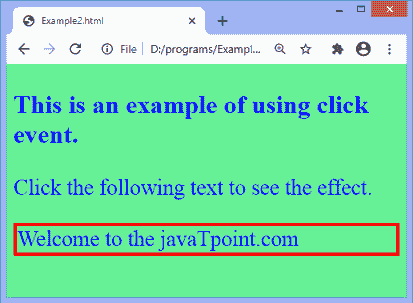 Example2.html
File
D:/programs/Exampl...
This is an example of using click
event.
Click the following text to see the effect.
Welcome to the javaTpoint.com